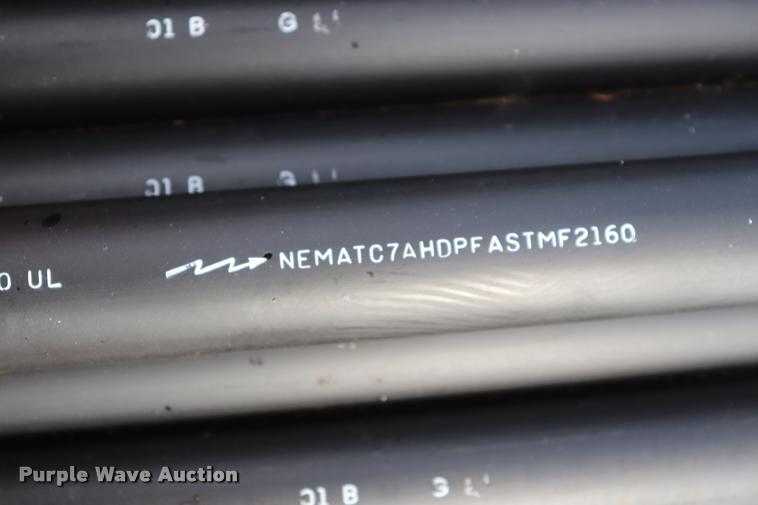 01 B G
01 B G
0 UL NEMATC7AHDPFASTMF2160
Purple Wave Auction
01 B G